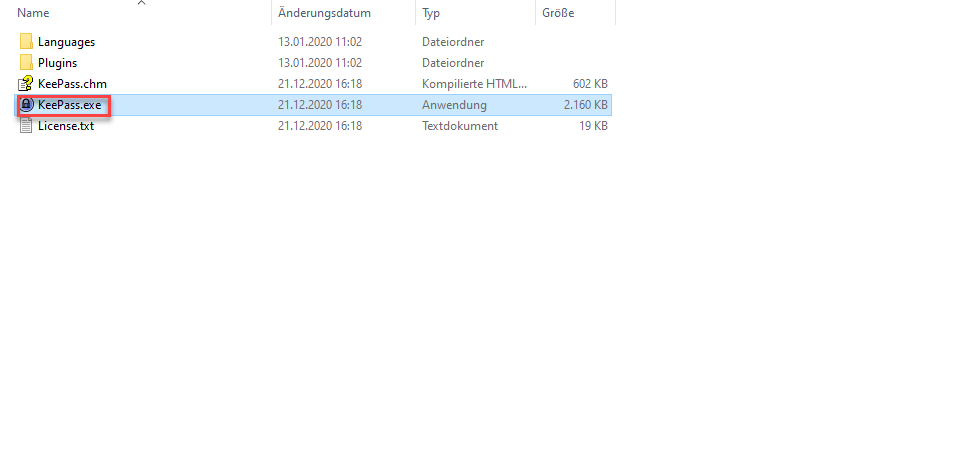 Name Änderungsdatum Typ Größe
Languages 13.01.2020 11:02 Dateiordner
Plugins 13.01.2020 11:02 Dateiordner
KeePass.chm 21.12.2020 16:18 Kompilierte HTML... 602 KB
KeePass.exe 21.12.2020 16:18 Anwendung 2.160 KB
License.txt 21.12.2020 16:18 Textdokument 19 KB